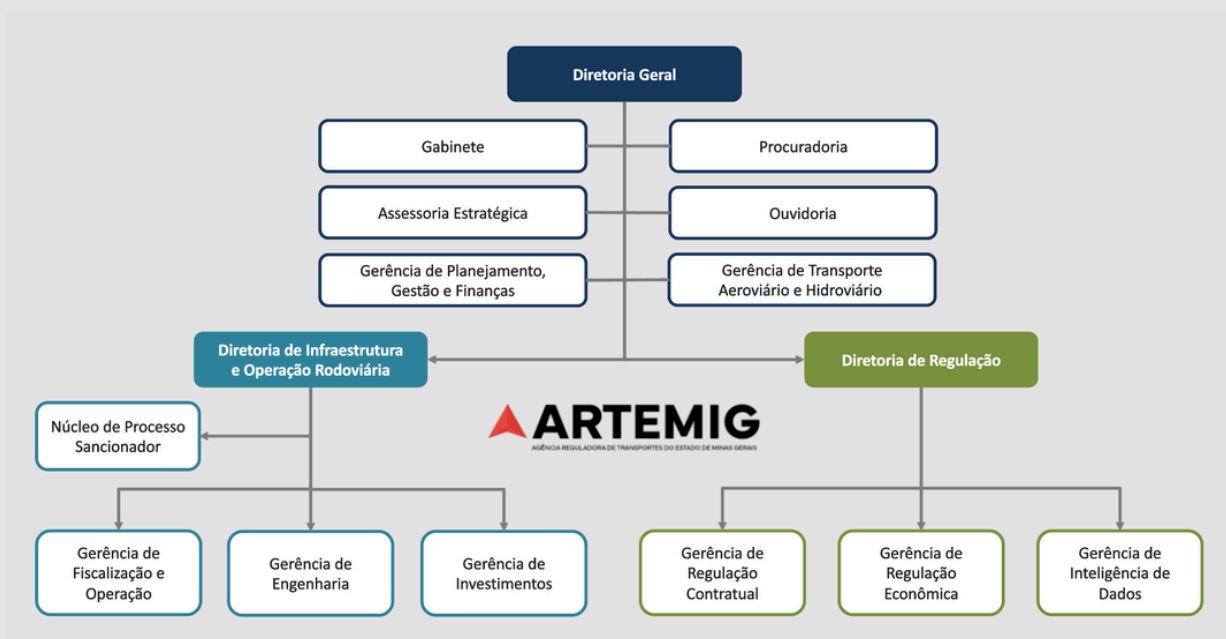 Diretoria Geral
Gabinete
Procuradoria
Assessoria Estratégica
Ouvidoria
Gerência de Planejamento,
Gestão e Finanças
Gerência de Transporte
Aeroviário e Hidroviário
Diretoria de Infraestrutura
e Operação Rodoviária
Diretoria de Regulação
Núcleo de Processo
Sancionador
ARTEMIG
AGÊNCIA REGULADORA DE TRANSPORTES DO ESTADO DE MINAS GERAIS
Gerência de
Fiscalização e
Operação
Gerência de
Engenharia
Gerência de
Investimentos
Gerência de
Regulação
Contratual
Gerência de
Regulação
Econômica
Gerência de
Inteligência de
Dados